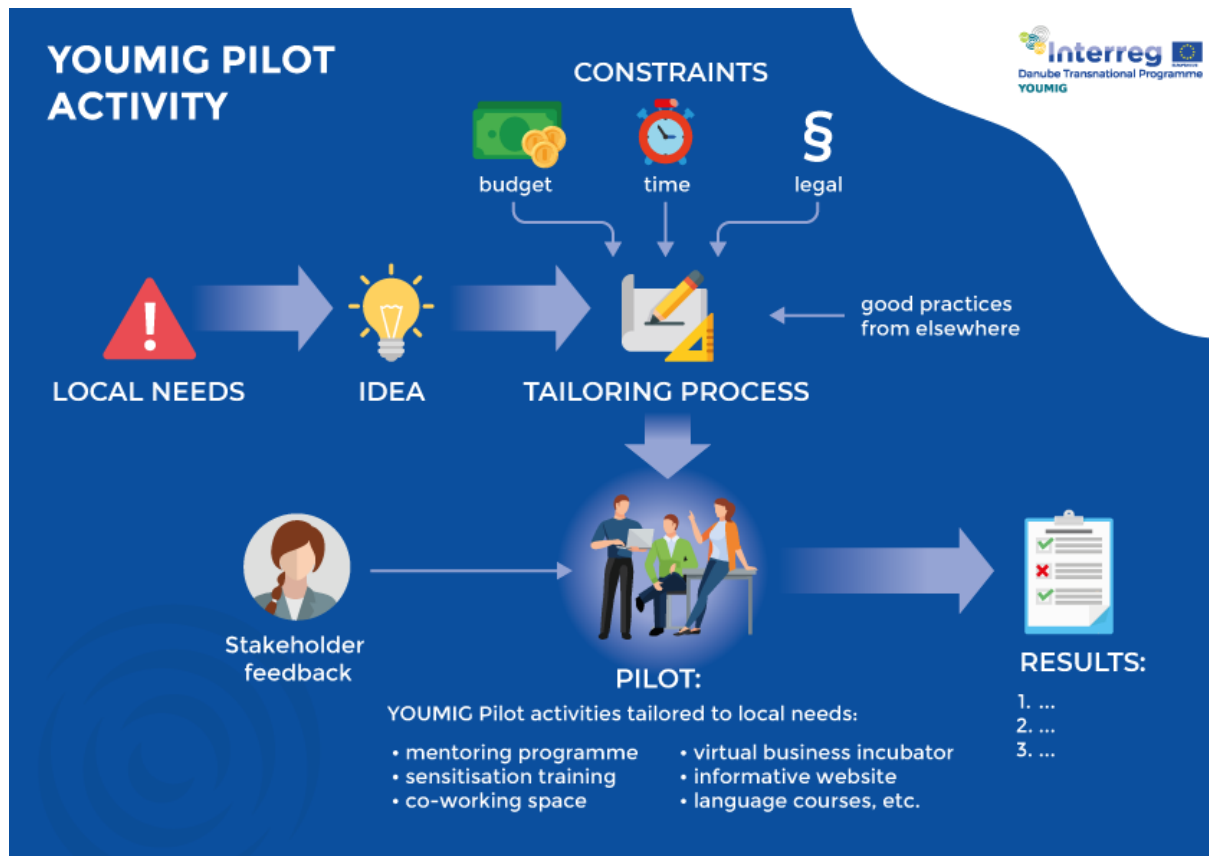 YOUMIG PILOT
ACTIVITY
Interreg
Danube Transnational Programme
YOUMIG
CONSTRAINTS
budget
time
§
legal
good practices
from elsewhere
LOCAL NEEDS
IDEA
TAILORING PROCESS
Stakeholder
feedback
PILOT:
YOUMIG Pilot activities tailored to local needs:
• mentoring programme
• sensitisation training
• co-working space
• virtual business incubator
• informative website
• language courses, etc.
RESULTS:
1. ...
2. ...
3. ...